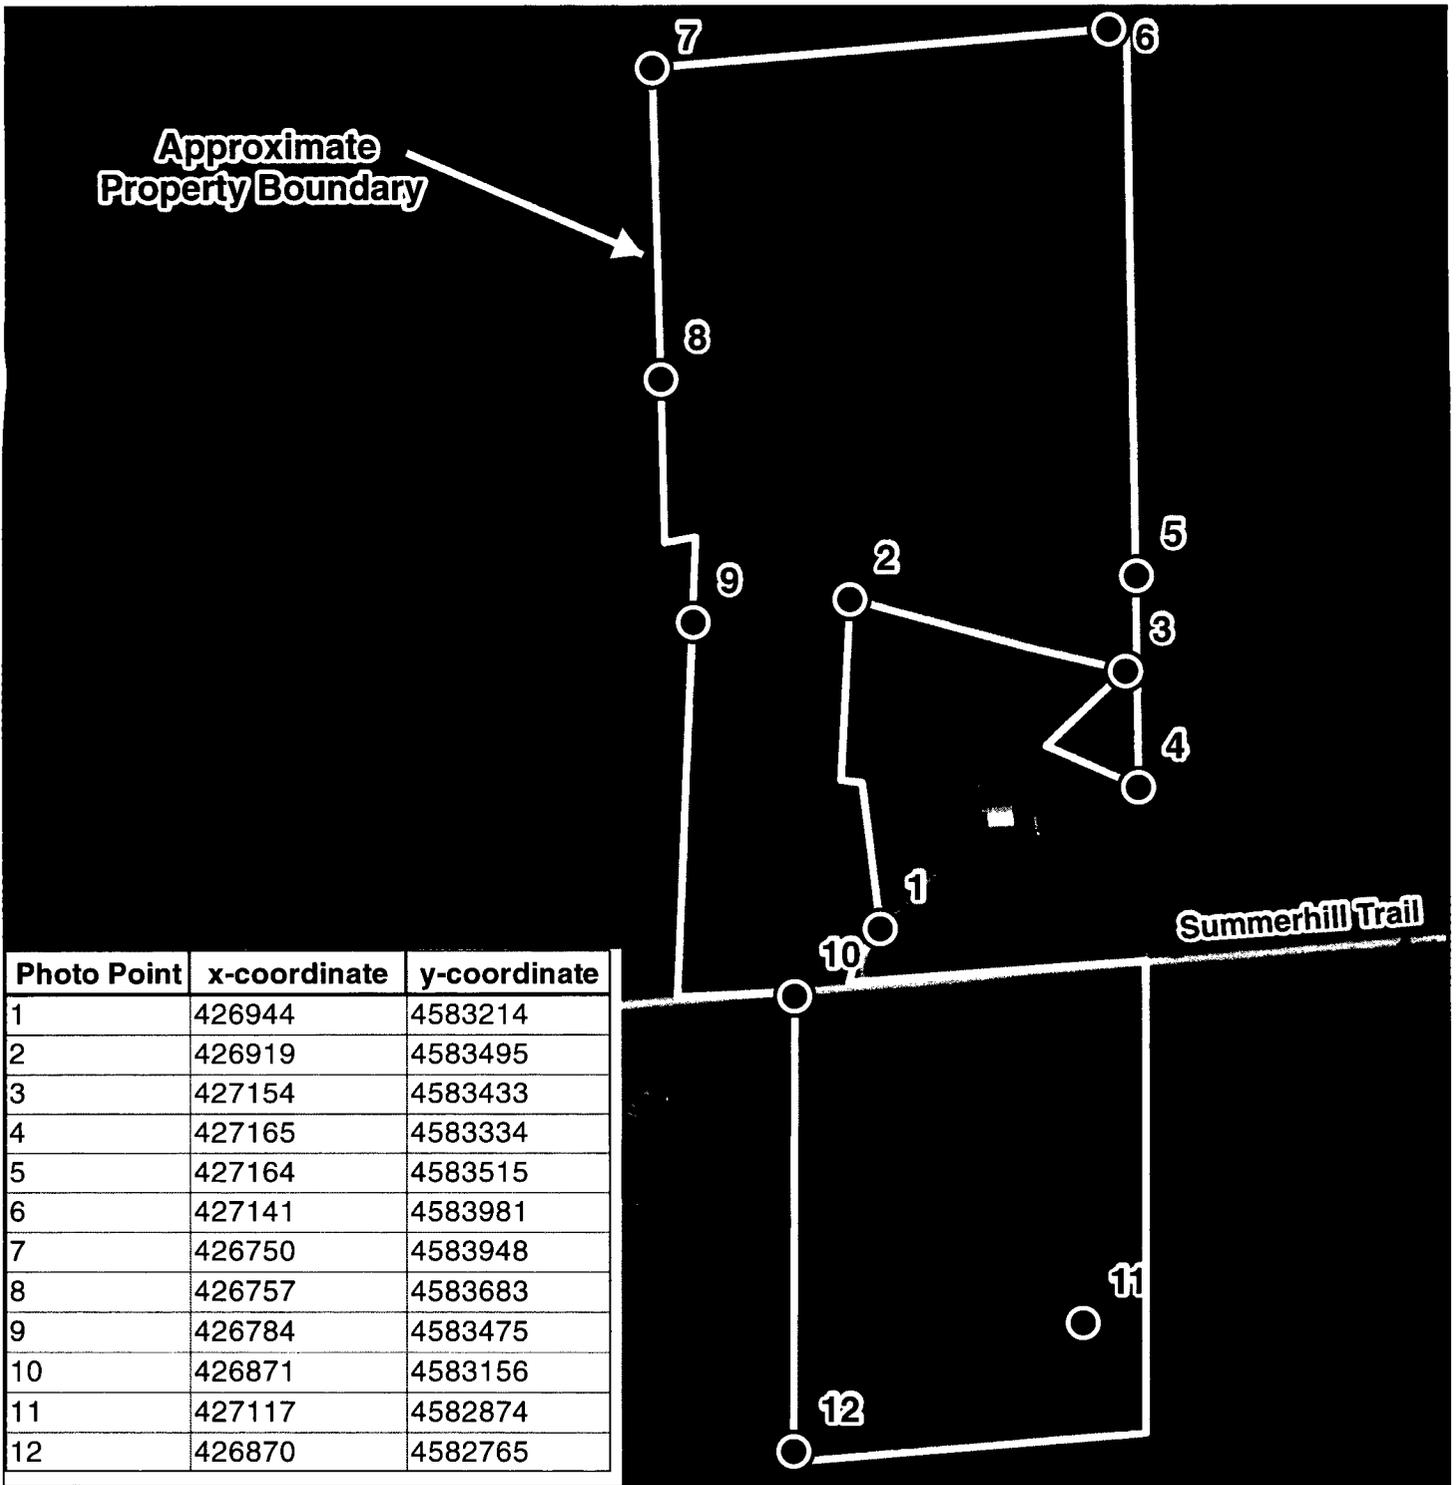 7
6
Approximate
Property Boundary
8
5
2
9
3
4
1
Summerhill Trail
10
Photo Point x-coordinate y-coordinate
1 426944 4583214
2 426919 4583495
3 427154 4583433
4 427165 4583334
5 427164 4583515
6 427141 4583981
7 426750 4583948
8 426757 4583683
9 426784 4583475
10 426871 4583156
11 427117 4582874
12 426870 4582765
11
12